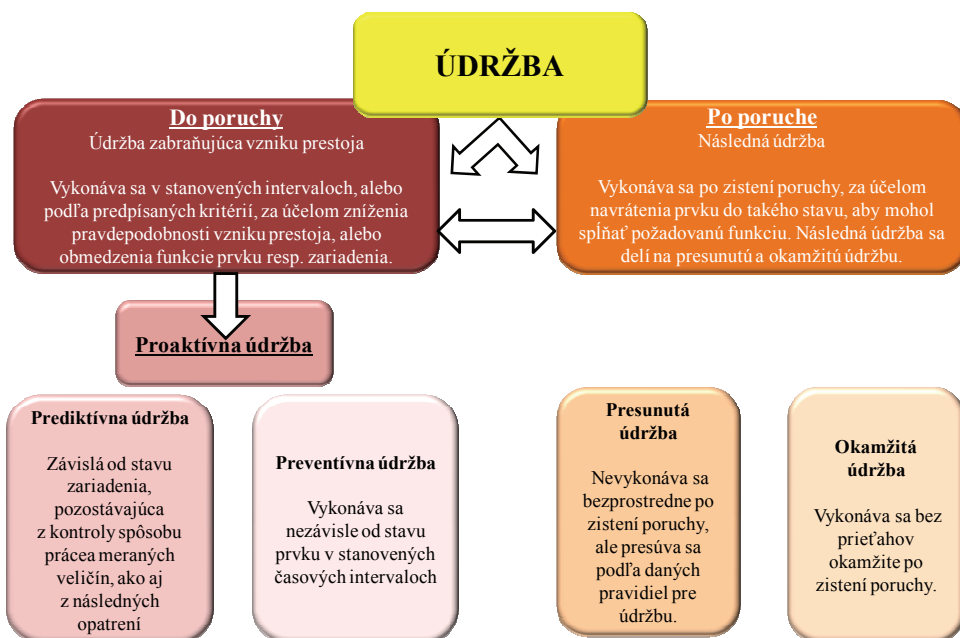 ÚDRŽBA
Do poruchy
Údržba zabraňujúca vzniku prestoja
Vykonáva sa v stanovených intervaloch, alebo
podľa predpísaných kritérií, za účelom zníženia
pravdepodobnosti vzniku prestoja, alebo
obmedzenia funkcie prvku resp. zariadenia.
Po poruche
Následná údržba
Vykonáva sa po zistení poruchy, za účelom
navrátenia prvku do takého stavu, aby mohol
spĺňať požadovanú funkciu. Následná údržba sa
delí na presunutú a okamžitú údržbu.
Proaktívna údržba
Prediktívna údržba
Závislá od stavu
zariadenia,
pozostávajúca
z kontroly spôsobu
prácea meraných
veličín, ako aj
z následných
opatrení
Preventívna údržba
Vykonáva sa
nezávisle od stavu
prvku v stanovených
časových intervaloch
Presunutá
údržba
Nevykonáva sa
bezprostredne po
zistení poruchy,
ale presúva sa
podľa daných
pravidiel pre
údržbu.
Okamžitá
údržba
Vykonáva sa bez
prieťahov
okamžite po
zistení poruchy.